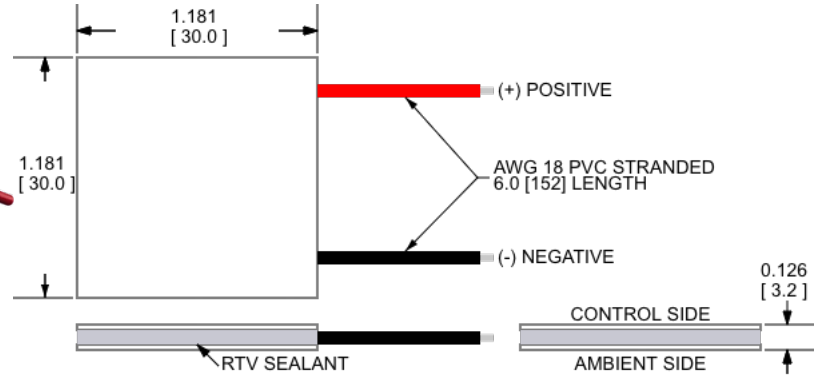 1.181
[ 30.0 ]
(+) POSITIVE
1.181
[ 30.0 ]
AWG 18 PVC STRANDED
6.0 [152] LENGTH
(-) NEGATIVE
0.126
[ 3.2 ]
CONTROL SIDE
RTV SEALANT
AMBIENT SIDE